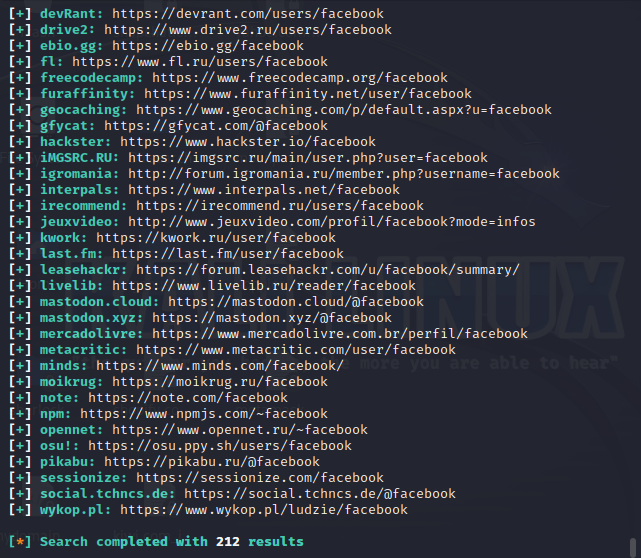 [+] devRant: https://devrant.com/users/facebook
[+] drive2: https://www.drive2.ru/users/facebook
[+] ebio.gg: https://ebio.gg/facebook
[+] fl: https://www.fl.ru/users/facebook
[+] freecodecamp: https://www.freecodecamp.org/facebook
[+] furaffinity: https://www.furaffinity.net/user/facebook
[+] geocaching: https://www.geocaching.com/p/default.aspx?u=facebook
[+] gfycat: https://gfycat.com/@facebook
[+] hackster: https://www.hackster.io/facebook
[+] iMGSRC.RU: https://imgsrc.ru/main/user.php?user=facebook
[+] igromania: http://forum.igromania.ru/member.php?username=facebook
[+] interpals: https://www.interpals.net/facebook
[+] irecommend: https://irecommend.ru/users/facebook
[+] jeuxvideo: http://www.jeuxvideo.com/profil/facebook?mode=infos
[+] kwork: https://kwork.ru/user/facebook
[+] last.fm: https://last.fm/user/facebook
[+] leasehackr: https://forum.leasehackr.com/u/facebook/summary/
[+] livelib: https://www.livelib.ru/reader/facebook
[+] mastodon.cloud: https://mastodon.cloud/@facebook
[+] mastodon.xyz: https://mastodon.xyz/@facebook
[+] mercadolivre: https://www.mercadolivre.com.br/perfil/facebook
[+] metacritic: https://www.metacritic.com/user/facebook
[+] minds: https://www.minds.com/facebook/
more you are able to hear"
[+] moikrug: https://moikrug.ru/facebook
[+] note: https://note.com/facebook
[+] npm: https://www.npmjs.com/~facebook
[+] opennet: https://www.opennet.ru/~facebook
[+] osu!: https://osu.ppy.sh/users/facebook
[+] pikabu: https://pikabu.ru/@facebook
[+] sessionize: https://sessionize.com/facebook
[+] social.tchncs.de: https://social.tchncs.de/@facebook
[+] wykop.pl: https://www.wykop.pl/ludzie/facebook
[*] Search completed with 212 results